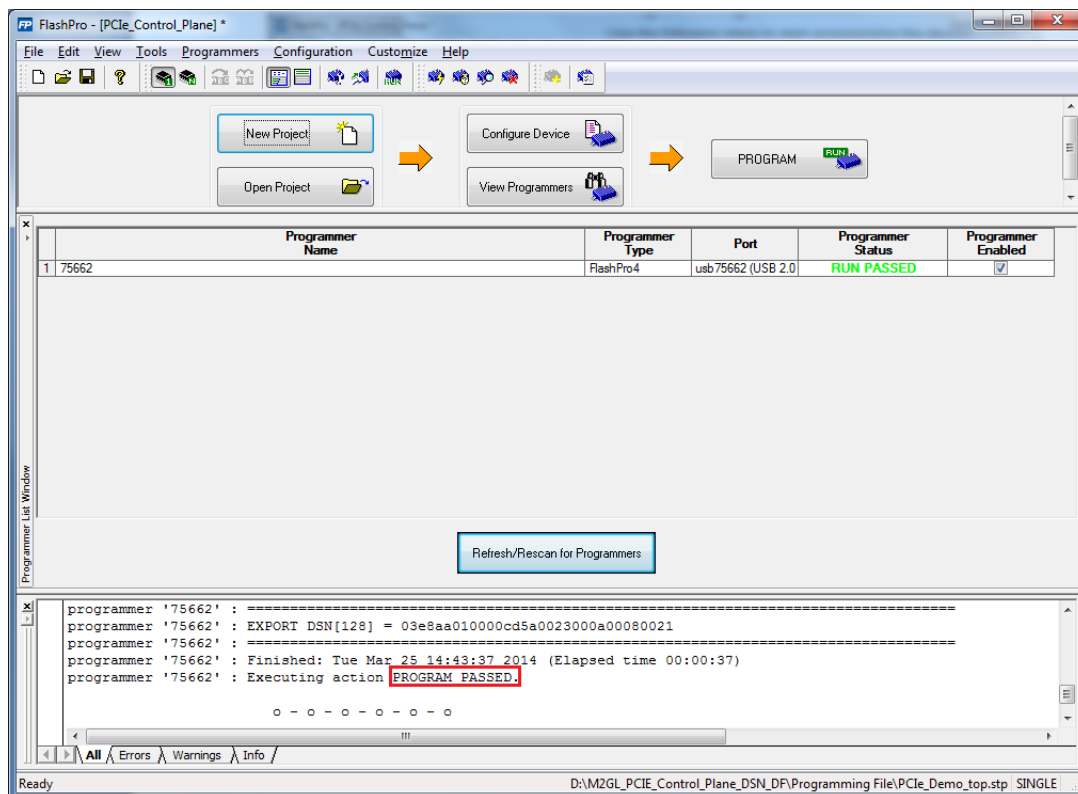 FP FlashPro - [PCIe_Control_Plane] *
File Edit View Tools Programmers Configuration Customize Help
New Project
Configure Device
PROGRAM
RUN
Open Project
View Programmers
Programmer Name
Programmer Type
Port
Programmer Status
Programmer Enabled
1 75662 FlashPro4 usb75662 (USB 2.0 RUN PASSED
Programmer List Window
Refresh/Rescan for Programmers
programmer '75662' : ===================================================================================
programmer '75662' : EXPORT DSN[128] = 03e8aa010000cd5a0023000a00080021
programmer '75662' : ===================================================================================
programmer '75662' : Finished: Tue Mar 25 14:43:37 2014 (Elapsed time 00:00:37)
programmer '75662' : Executing action PROGRAM PASSED.
o - o - o - o - o - o
All Errors Warnings Info
Ready D:\M2GL_PCIE_Control_Plane_DSN_DF\Programming File\PCIe_Demo_top.stp SINGLE